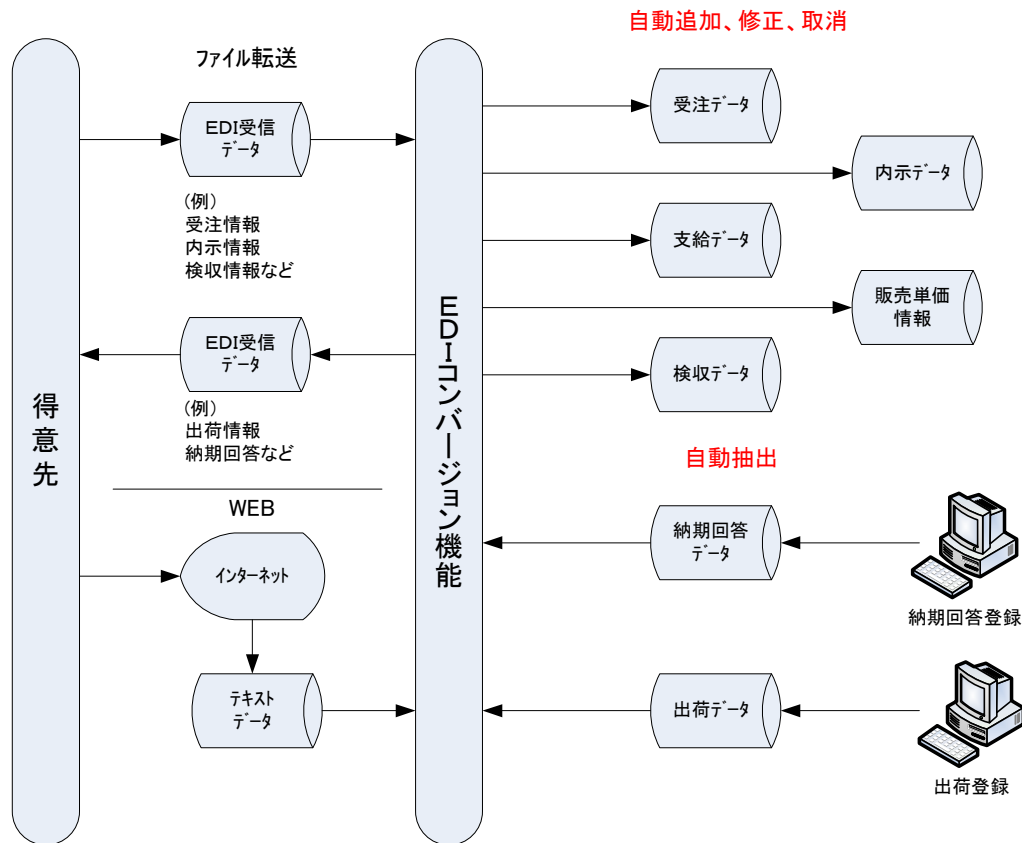 自動追加、修正、取消
ファイル転送
EDI受信
データ
(例)
受注情報
内示情報
検収情報など
EDI受信
データ
(例)
出荷情報
納期回答など
WEB
インターネット
テキスト
データ
得意先
EDIコンバージョン機能
受注データ
内示データ
支給データ
販売単価
情報
検収データ
自動抽出
納期回答
データ
納期回答登録
出荷データ
出荷登録